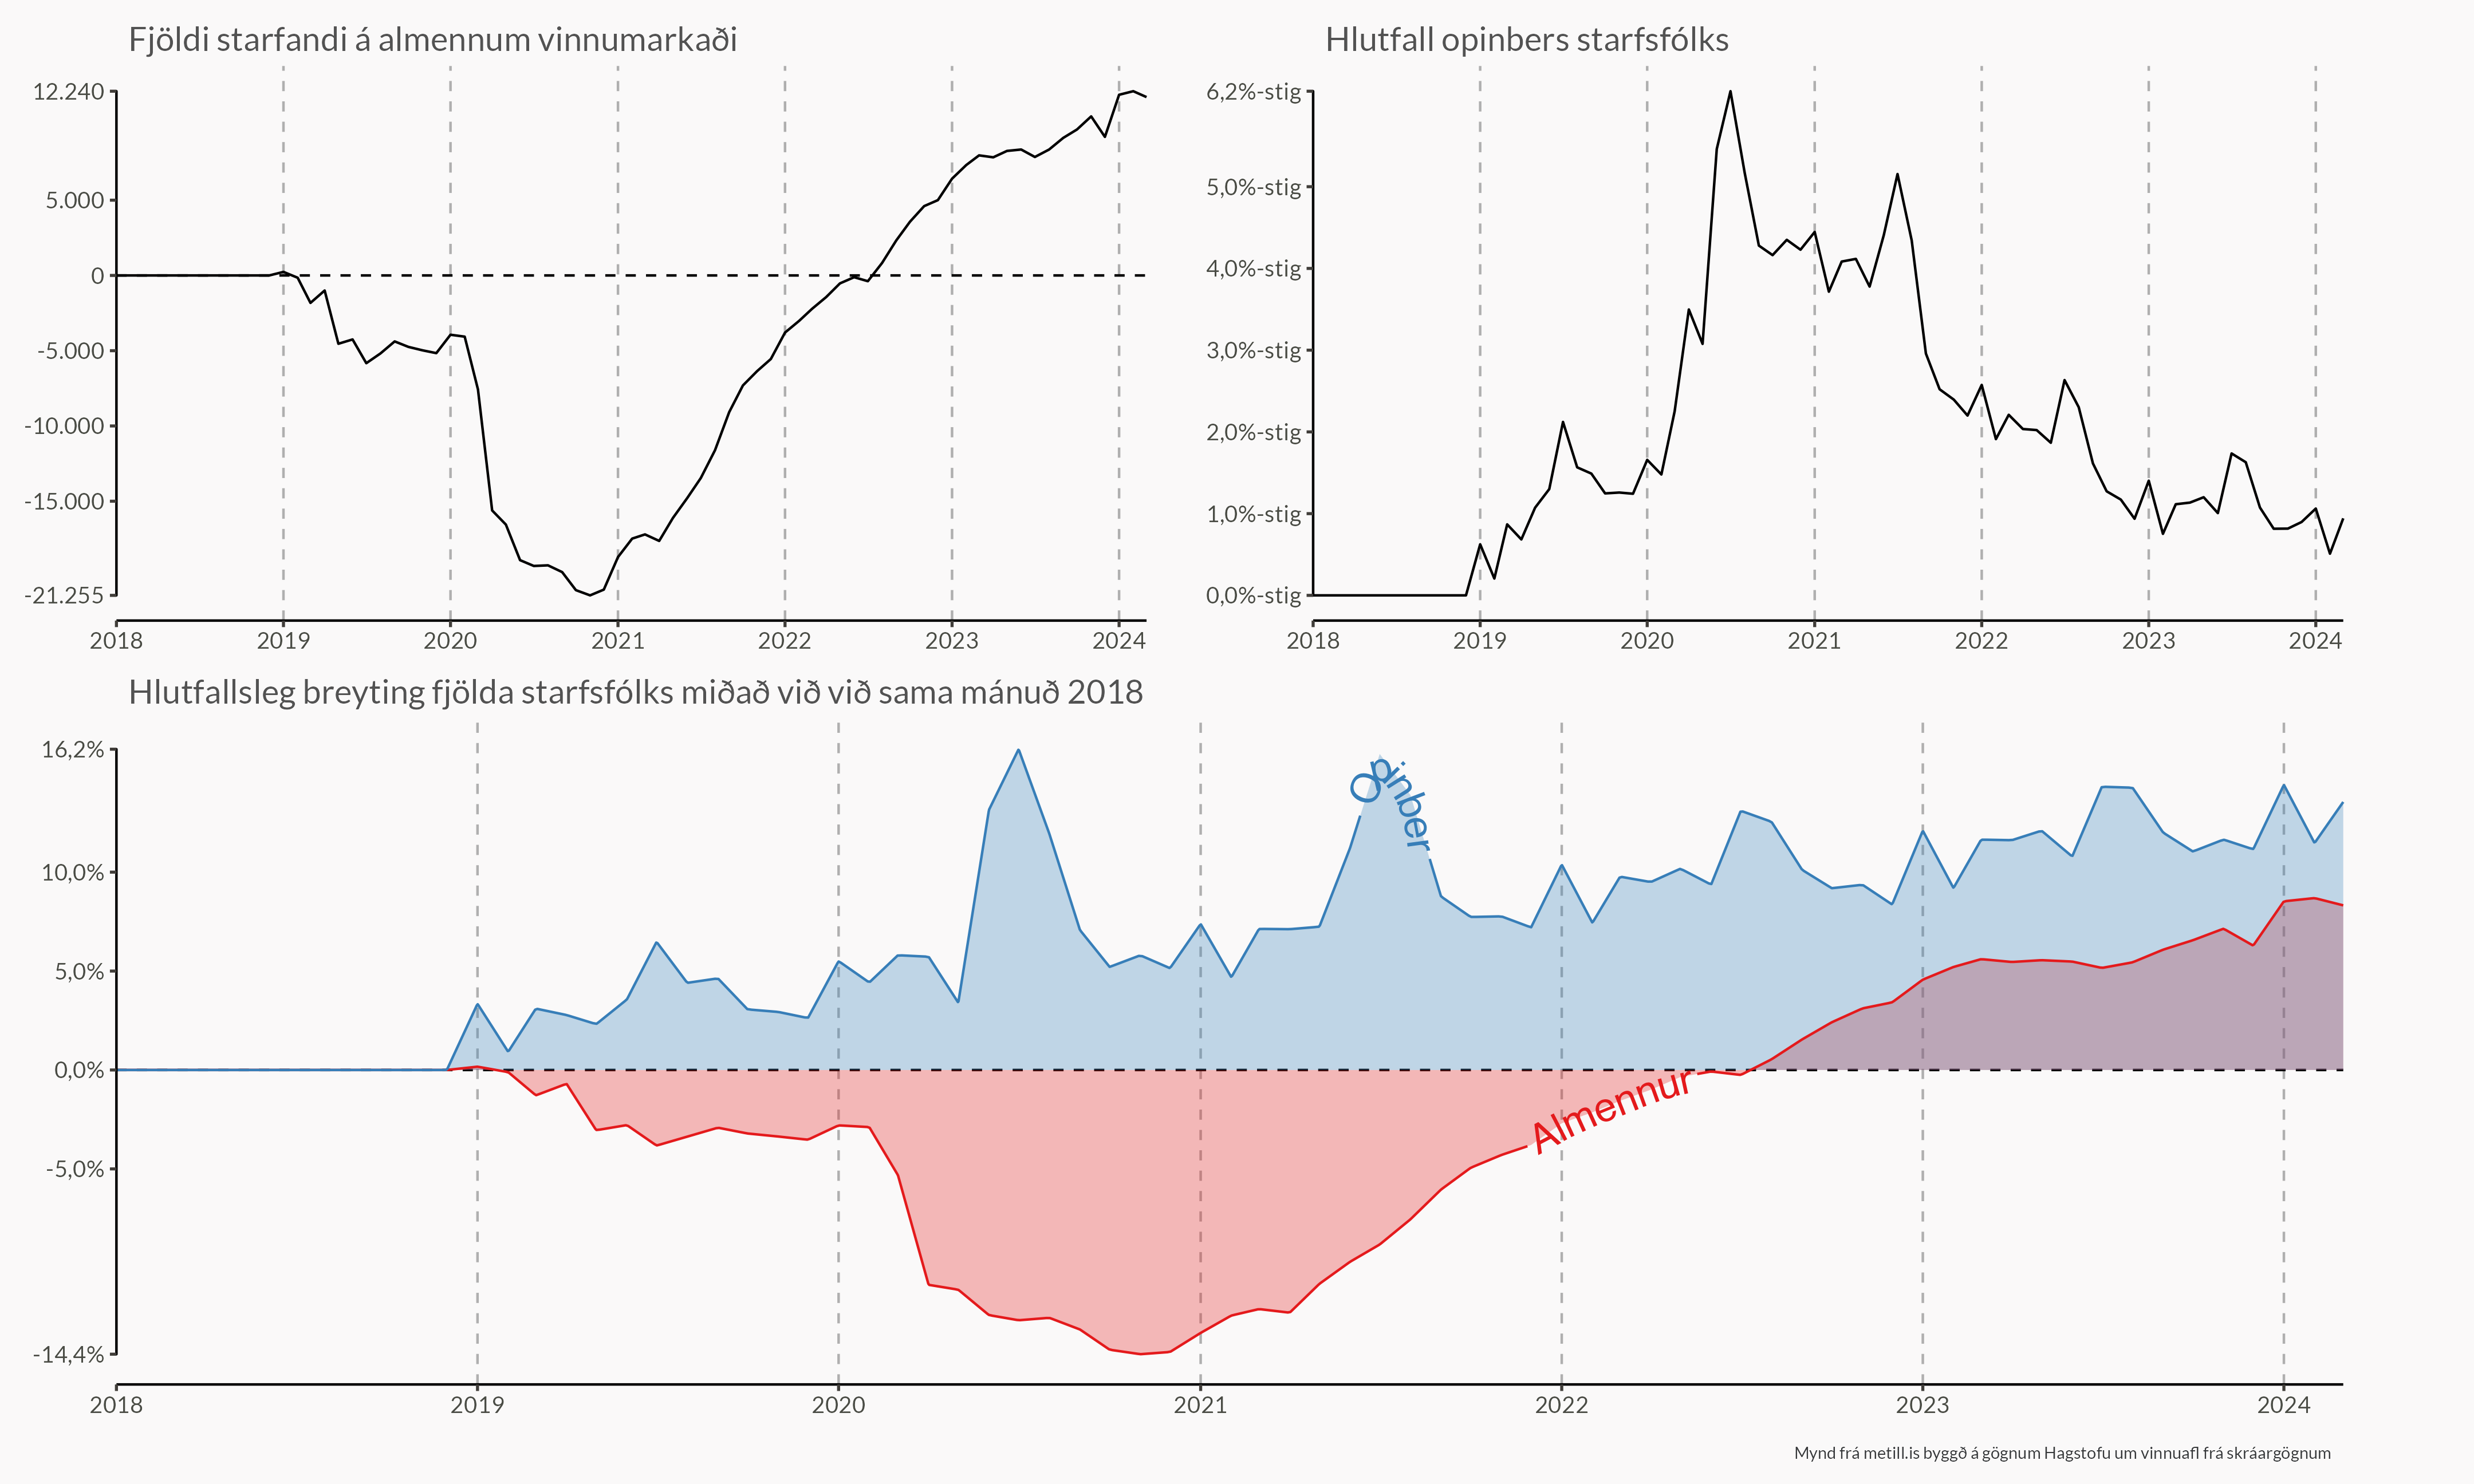 Fjöldi starfandi á almennum vinnumarkaði
12.240
5.000
0
-5.000
-10.000
-15.000
-21.255
2018 2019 2020 2021 2022 2023 2024
Hlutfall opinbers starfsfólks
6,2%-stig
5,0%-stig
4,0%-stig
3,0%-stig
2,0%-stig
1,0%-stig
0,0%-stig
2018 2019 2020 2021 2022 2023 2024
Hlutfallsleg breyting fjölda starfsfólks miðað við við sama mánuð 2018
16,2%
10,0%
5,0%
0,0%
-5,0%
-14,4%
Opinber
Almennur
2018 2019 2020 2021 2022 2023 2024
Mynd frá metill.is byggð á gögnum Hagstofu um vinnuafl frá skráargögnum